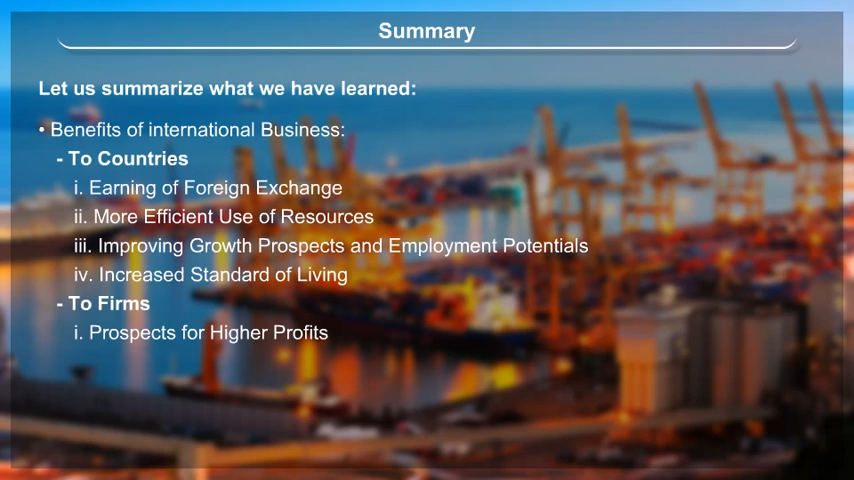 Summary
Let us summarize what we have learned:
• Benefits of international Business:
- To Countries
i. Earning of Foreign Exchange
ii. More Efficient Use of Resources
iii. Improving Growth Prospects and Employment Potentials
iv. Increased Standard of Living
- To Firms
i. Prospects for Higher Profits